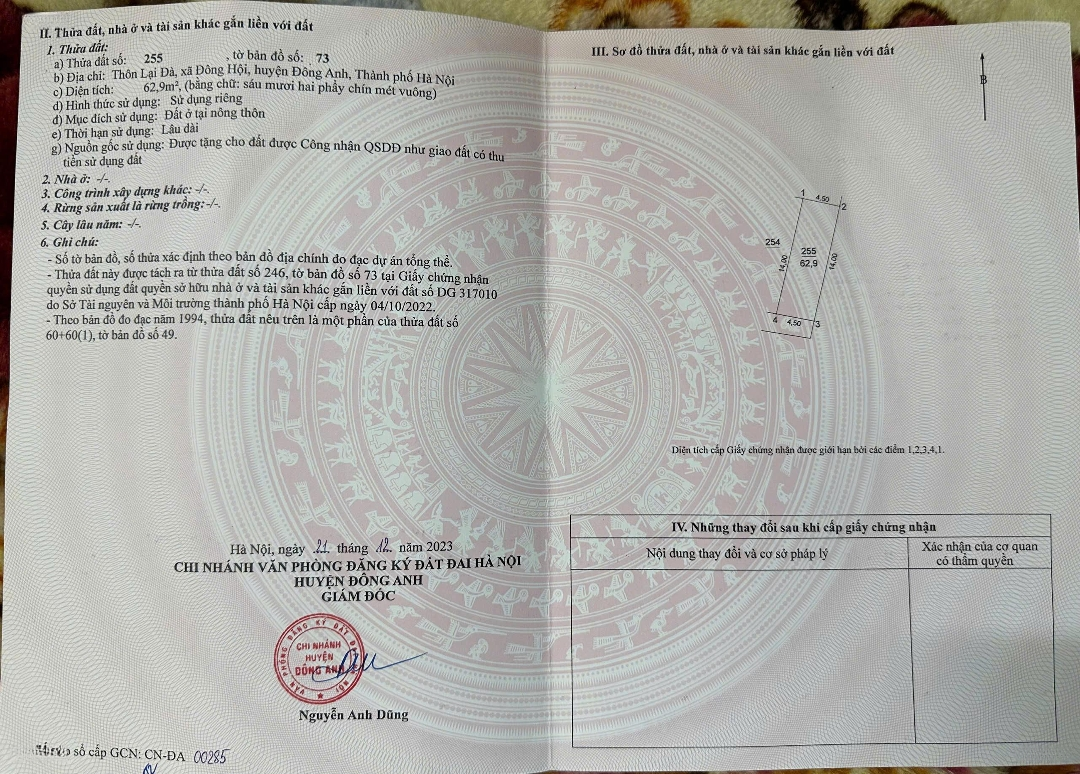 II. Thửa đất, nhà ở và tài sản khác gắn liền với đất
1. Thửa đất:
a) Thửa đất số: 255 , tờ bản đồ số: 73
b) Địa chỉ: Thôn Lại Đà, xã Đông Hội, huyện Đông Anh, Thành phố Hà Nội
c) Diện tích: 62,9m², (bằng chữ: sáu mươi hai phẩy chín mét vuông)
d) Hình thức sử dụng: Sử dụng riêng
đ) Mục đích sử dụng: Đất ở tại nông thôn
e) Thời hạn sử dụng: Lâu dài
g) Nguồn gốc sử dụng: Được tặng cho đất được Công nhận QSDĐ như giao đất có thu
tiền sử dụng đất
2. Nhà ở: -/-.
3. Công trình xây dựng khác: -/-.
4. Rừng sản xuất là rừng trồng: -/-.
5. Cây lâu năm: -/-.
6. Ghi chú:
- Số tờ bản đồ, số thửa xác định theo bản đồ địa chính do đạc dự án tổng thể.
- Thửa đất này được tách ra từ thửa đất số 246, tờ bản đồ số 73 tại Giấy chứng nhận
quyền sử dụng đất quyền sở hữu nhà ở và tài sản khác gắn liền với đất số DG 317010
do Sở Tài nguyên và Môi trường thành phố Hà Nội cấp ngày 04/10/2022.
- Theo bản đồ đo đạc năm 1994, thửa đất nêu trên là một phần của thửa đất số
60+60(1), tờ bản đồ số 49.
Hà Nội, ngày 21 tháng 12 năm 2023
CHI NHÁNH VĂN PHÒNG ĐĂNG KÝ ĐẤT ĐAI HÀ NỘI
HUYỆN ĐÔNG ANH
GIÁM ĐỐC
VĂN PHÒNG ĐĂNG KÝ ĐẤT ĐAI HÀ NỘI
CHI NHÁNH
HUYỆN
ĐÔNG ANH
Nguyễn Anh Dũng
số cấp GCN: CN-ĐA 00285
III. Sơ đồ thửa đất, nhà ở và tài sản khác gắn liền với đất
B
1 4,50 2
254
255
62,9
14,00
14,00
4 4,50 3
Diện tích cấp Giấy chứng nhận được giới hạn bởi các điểm 1,2,3,4,1.
IV. Những thay đổi sau khi cấp giấy chứng nhận
Nội dung thay đổi và cơ sở pháp lý
Xác nhận của cơ quan
có thẩm quyền